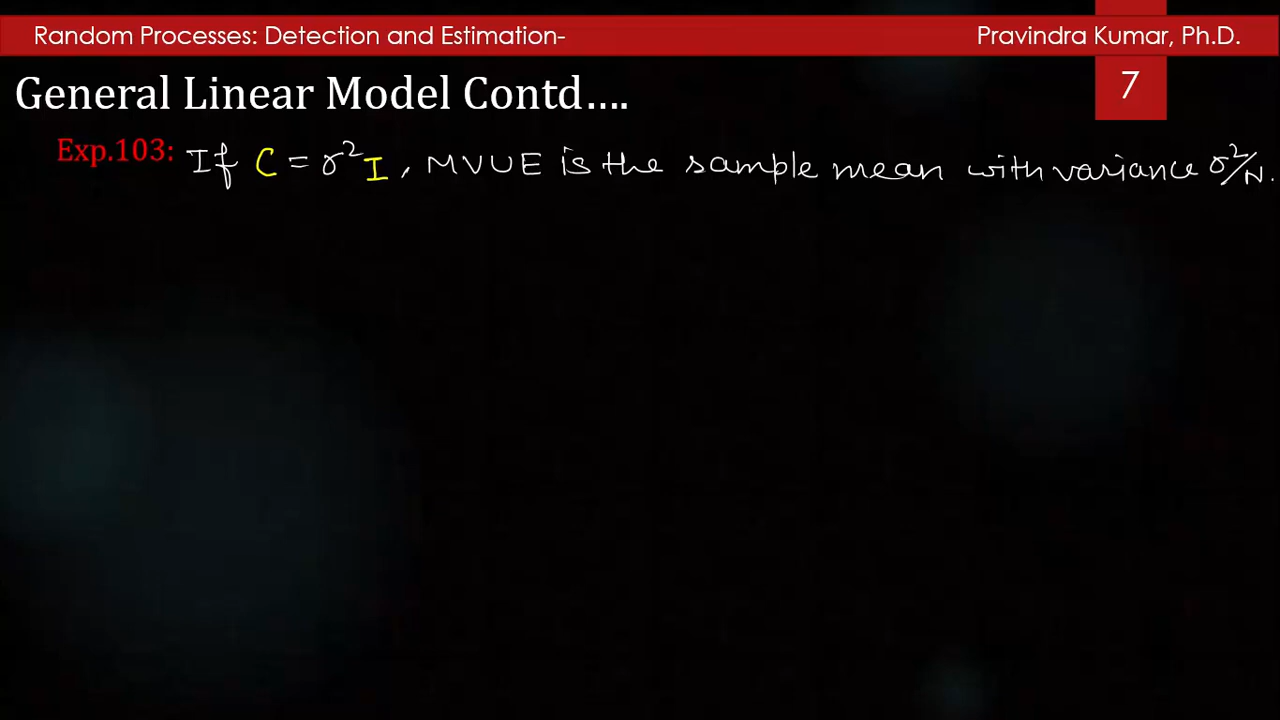 Random Processes: Detection and Estimation-
Pravindra Kumar, Ph.D.
General Linear Model Contd….
7
Exp.103: If C = σ²I, MVUE is the sample mean with variance σ²/N.